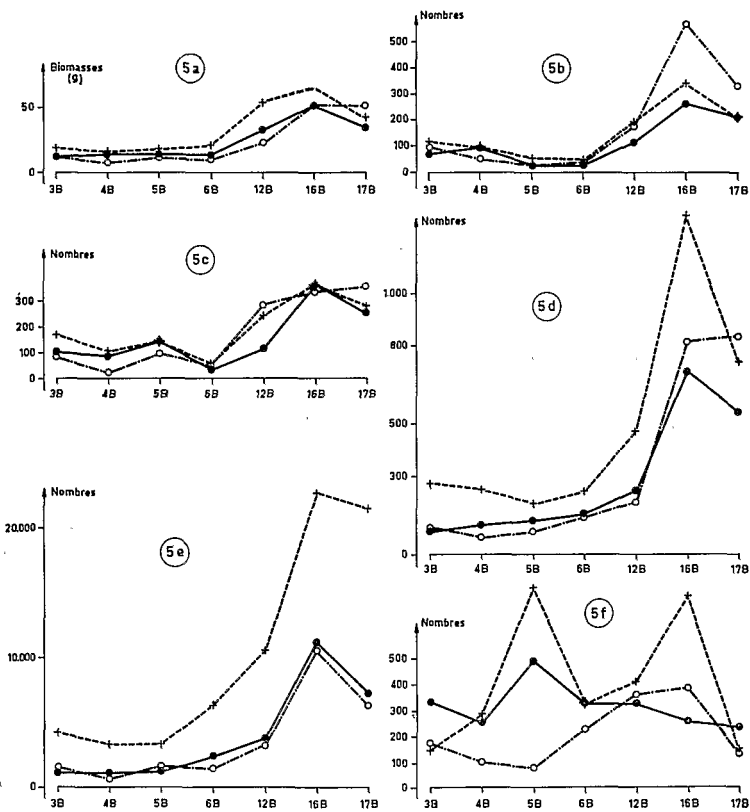 Biomasses
(g)
5a
50
0
3B 4B 5B 6B 12B 16B 17B
Nombres
5b
500
400
300
200
100
0
3B 4B 5B 6B 12B 16B 17B
Nombres
5c
300
200
100
0
3B 4B 5B 6B 12B 16B 17B
Nombres
5d
1.000
800
500
300
0
3B 4B 5B 6B 12B 16B 17B
Nombres
5e
20.000
10.000
0
3B 4B 5B 6B 12B 16B 17B
Nombres
5f
500
400
300
200
100
0
3B 4B 5B 6B 12B 16B 17B